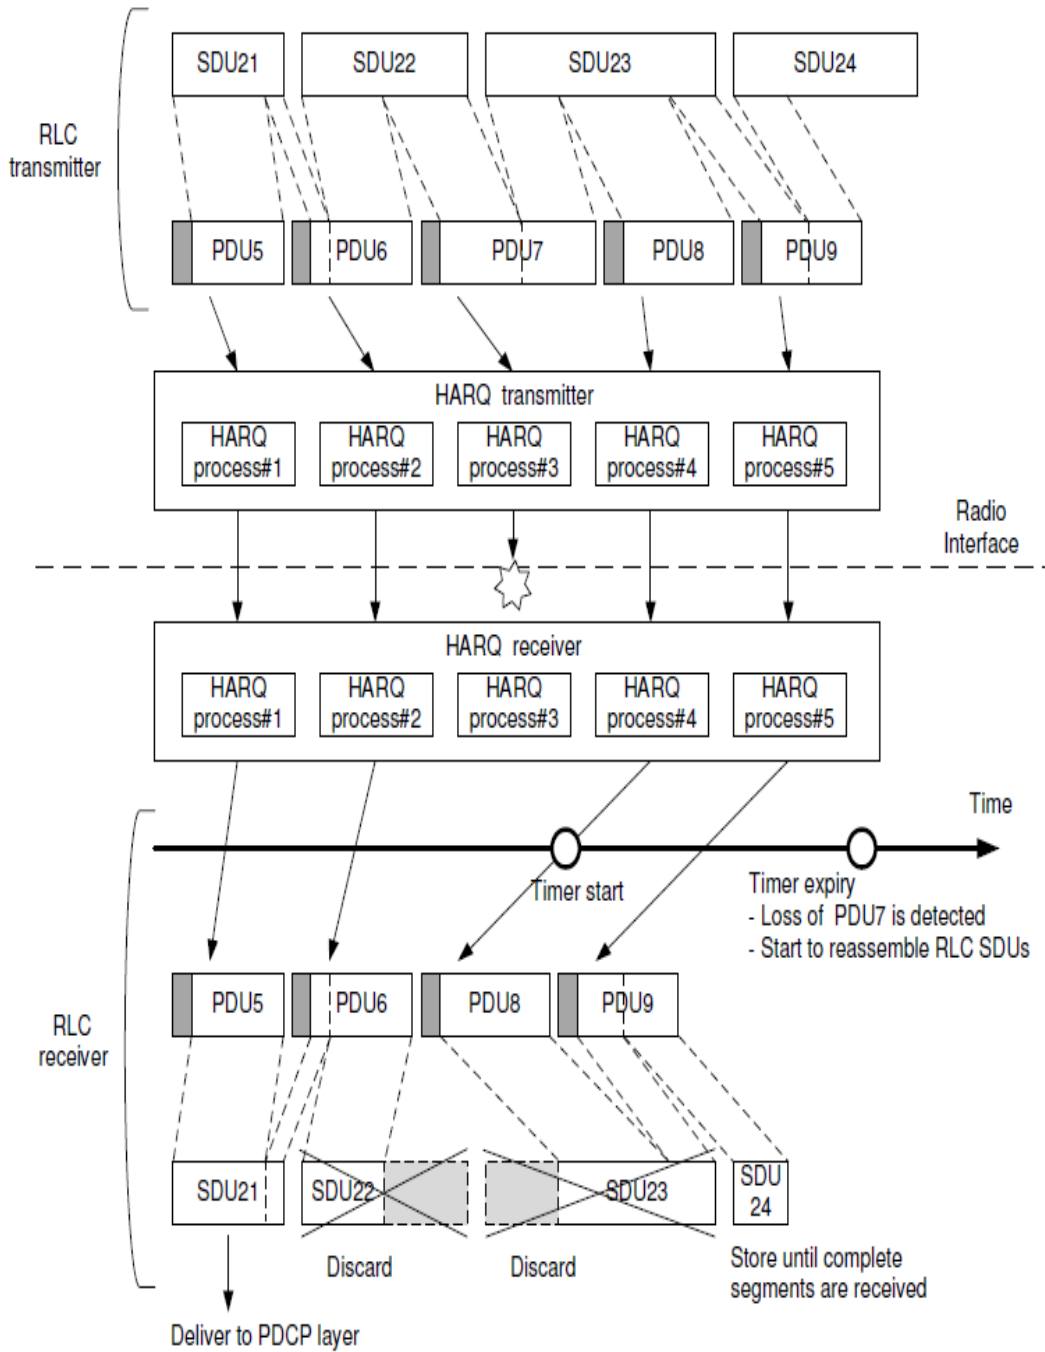 SDU21
SDU22
SDU23
SDU24
RLC
transmitter
PDU5
PDU6
PDU7
PDU8
PDU9
HARQ transmitter
HARQ
process#1
HARQ
process#2
HARQ
process#3
HARQ
process#4
HARQ
process#5
Radio
Interface
HARQ receiver
HARQ
process#1
HARQ
process#2
HARQ
process#3
HARQ
process#4
HARQ
process#5
Time
Timer start
Timer expiry
- Loss of PDU7 is detected
- Start to reassemble RLC SDUs
RLC
receiver
PDU5
PDU6
PDU8
PDU9
SDU21
SDU22
SDU23
SDU
24
Discard
Discard
Store until complete
segments are received
Deliver to PDCP layer